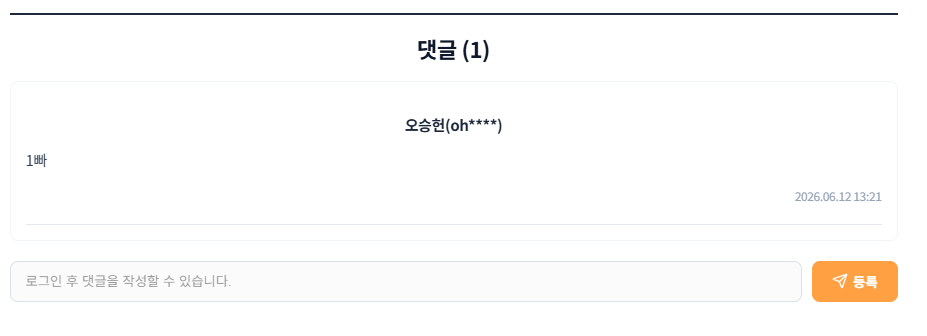 댓글 (1)
오승헌(oh****)
1빠
2026.06.12 13:21
로그인 후 댓글을 작성할 수 있습니다.
등록